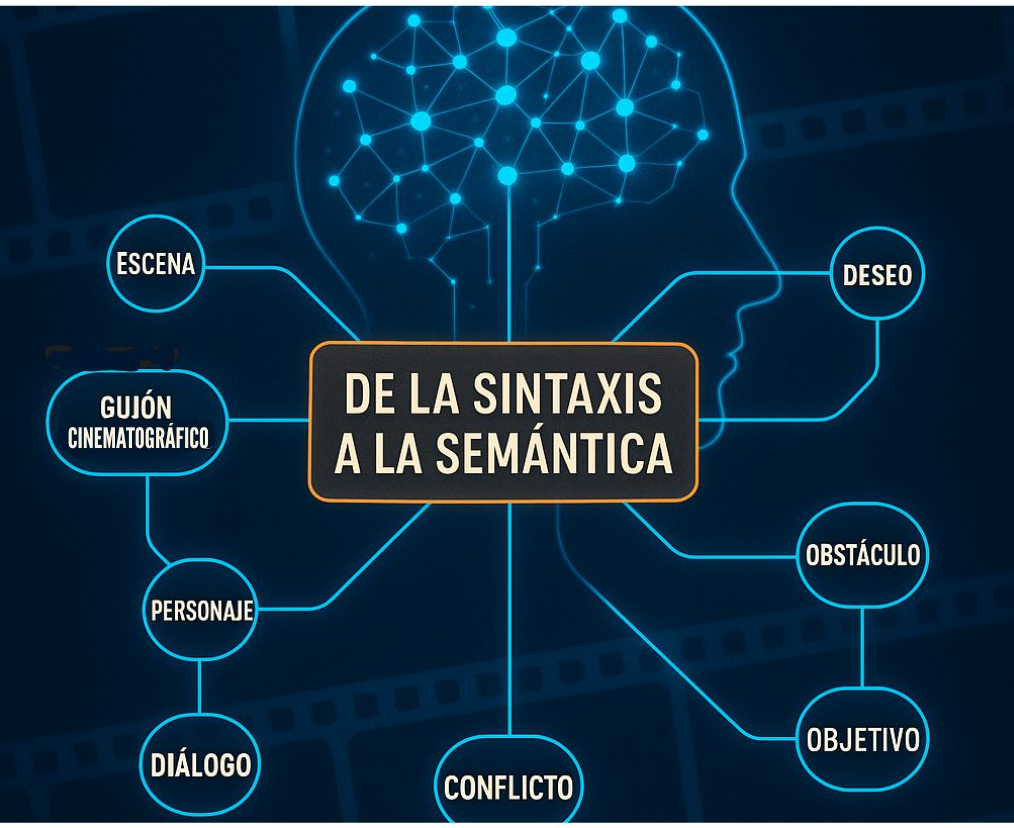 ESCENA
DESEO
GUJÓN
CINEMATOGRÁFICO
DE LA SINTAXIS
A LA SEMÁNTICA
OBSTÁCULO
PERSONAJE
DIÁLOGO
OBJETIVO
CONFLICTO